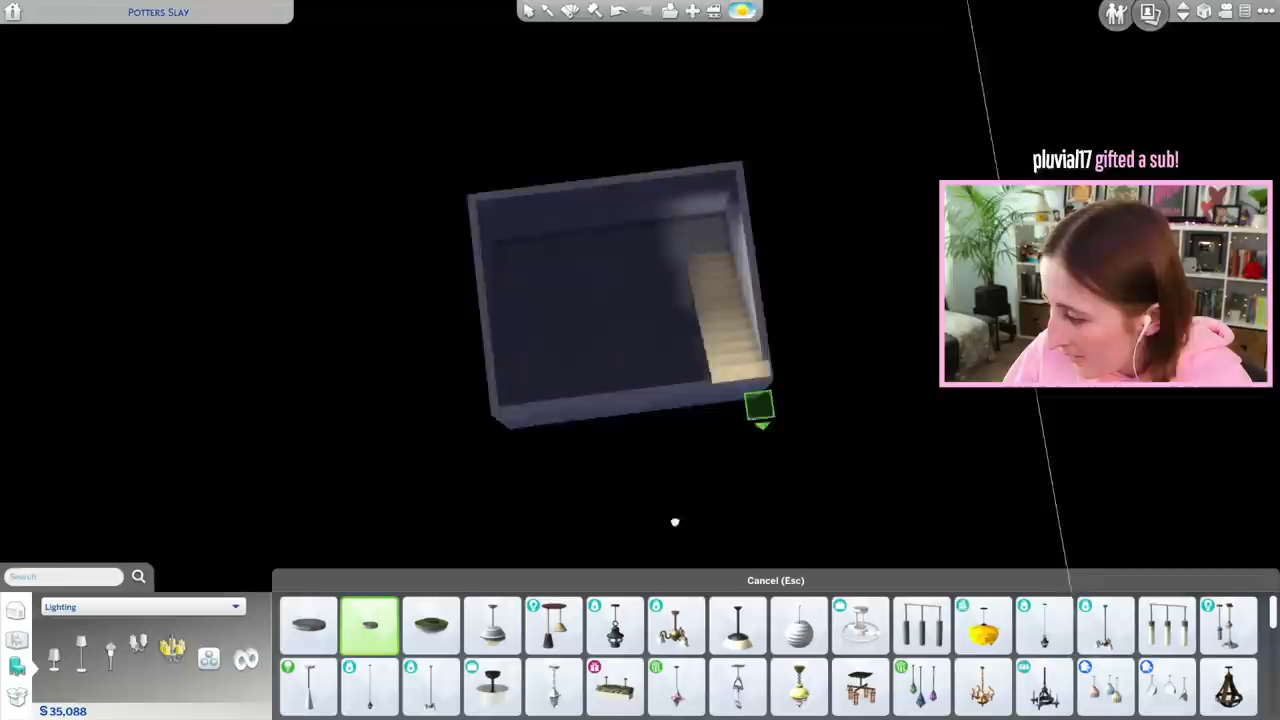 Potters Slay
pluvial17 gifted a sub!
Cancel (Esc)
Search
Lighting
§35,088